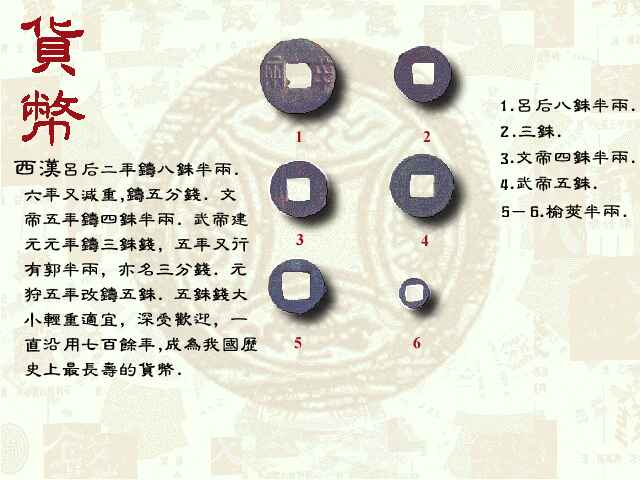 貨
幣
西漢呂后二年鑄八銖半兩.
六年又減重,鑄五分錢. 文
帝五年鑄四銖半兩. 武帝建
元元年鑄三銖錢, 五年又行
有郭半兩, 亦名三分錢. 元
狩五年改鑄五銖. 五銖錢大
小輕重適宜, 深受歡迎, 一
直沿用七百餘年,成為我國歷
史上最長壽的貨幣.
1
2
3
4
5
6
1.呂后八銖半兩.
2.三銖.
3.文帝四銖半兩.
4.武帝五銖.
5－6.榆莢半兩.